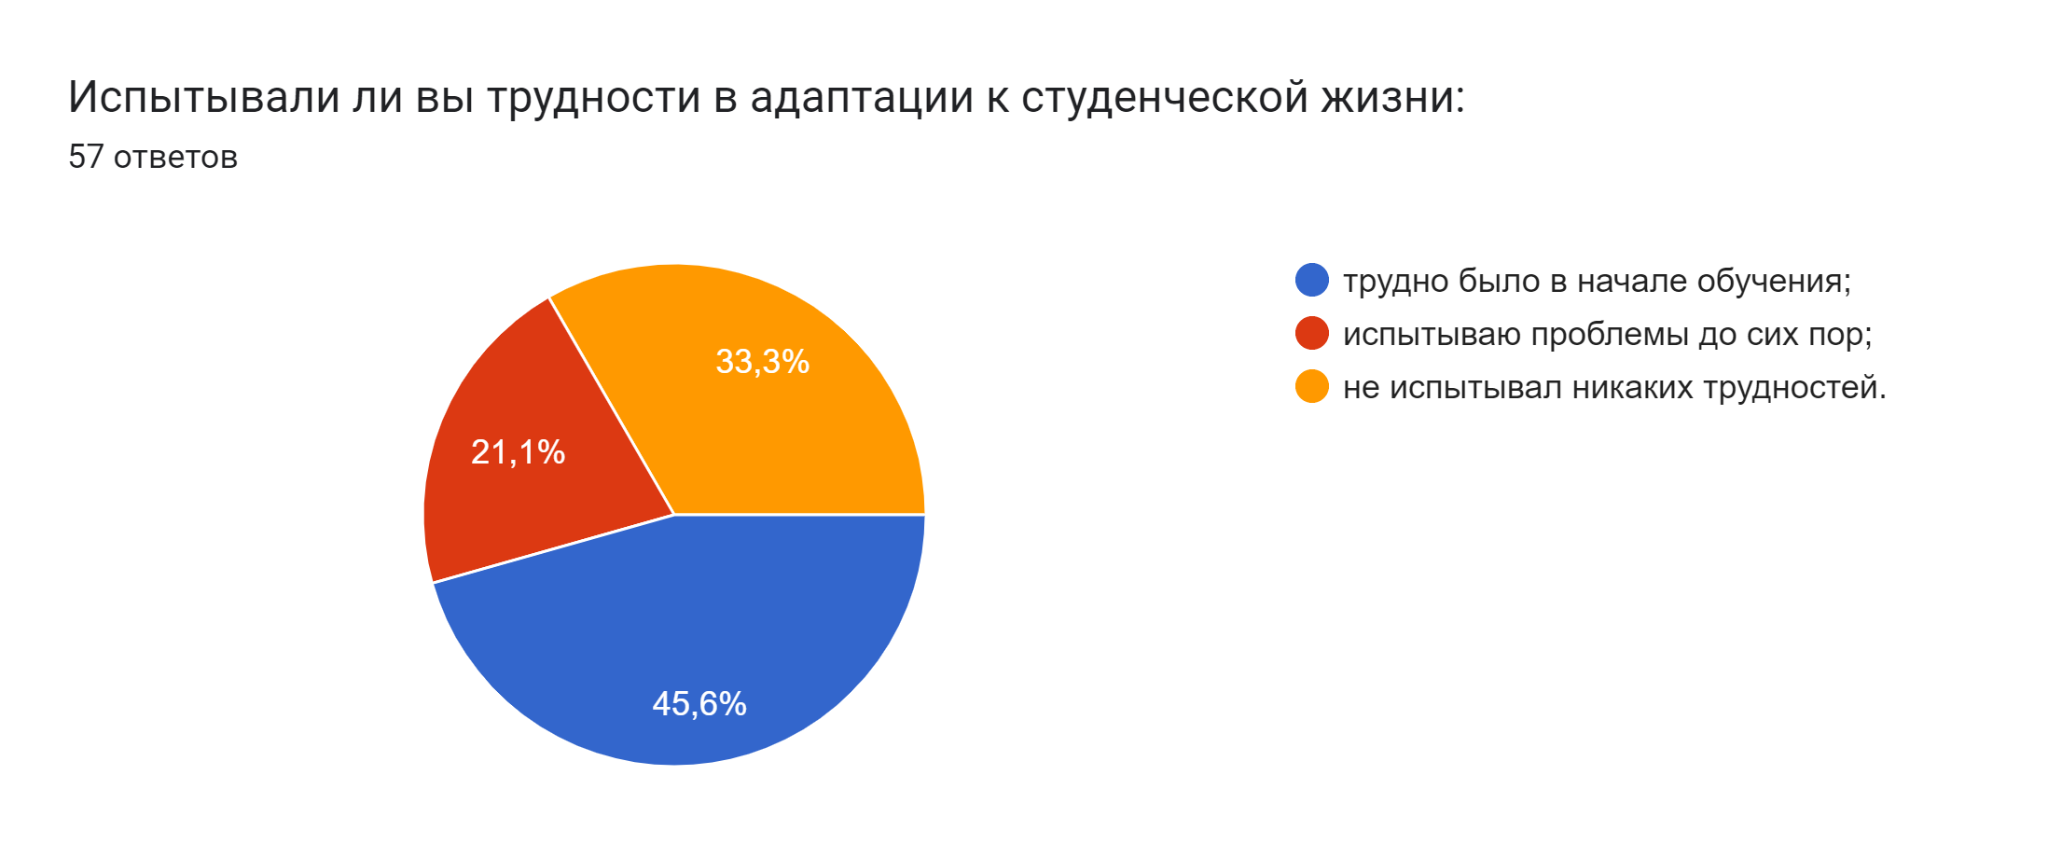 Испытывали ли вы трудности в адаптации к студенческой жизни:
57 ответов
трудно было в начале обучения;
испытываю проблемы до сих пор;
не испытывал никаких трудностей.
33,3%
21,1%
45,6%